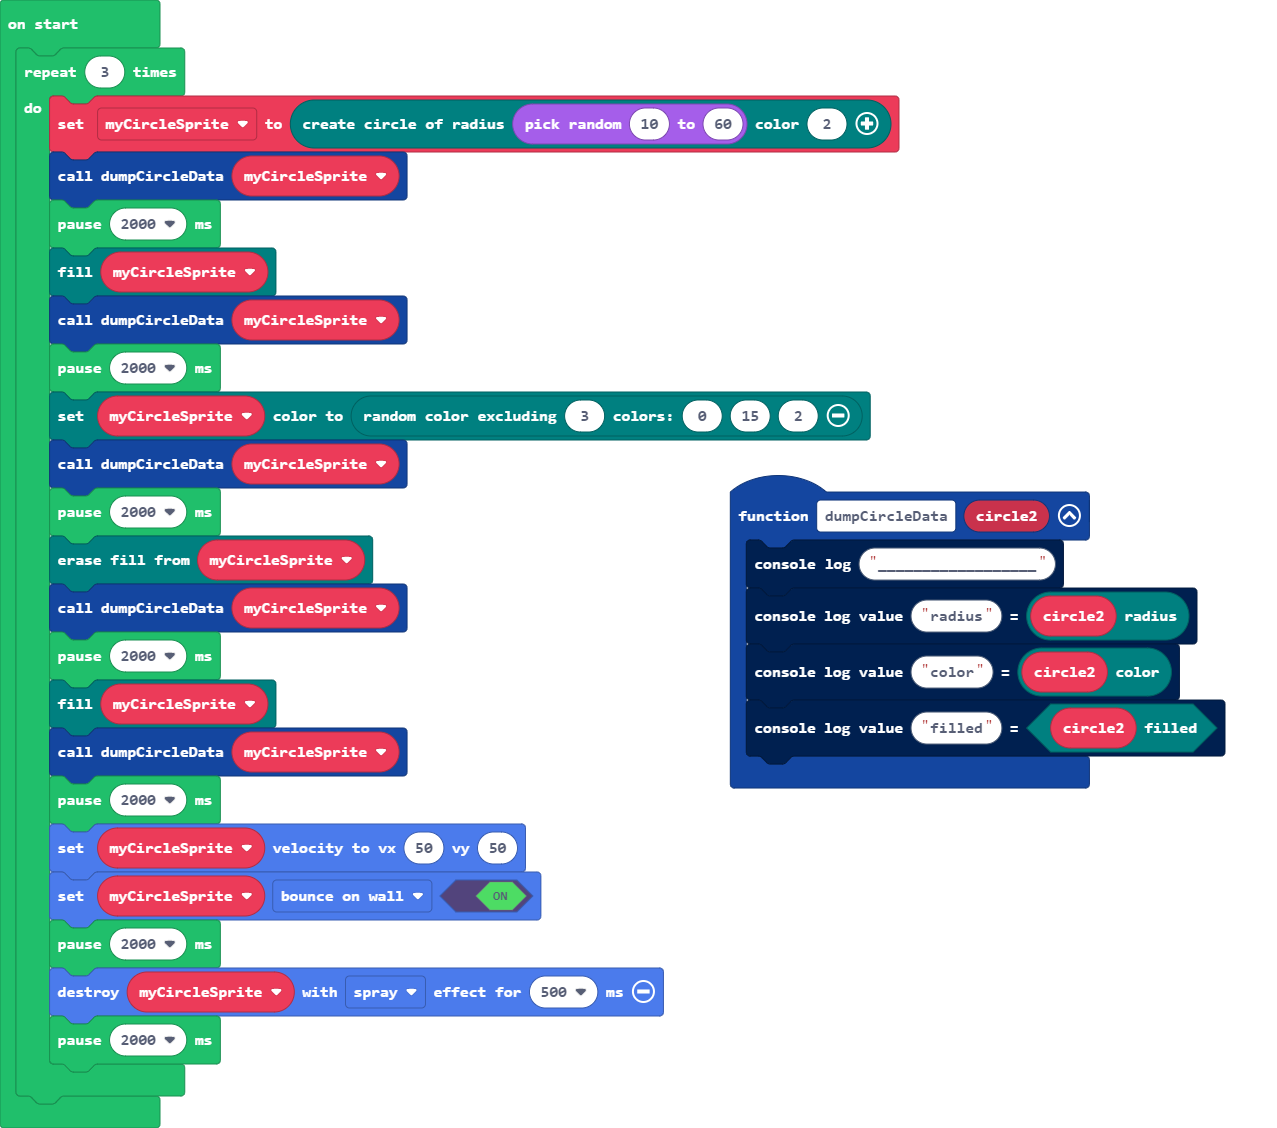 on start
repeat 3 times
do
set myCircleSprite to create circle of radius pick random 10 to 60 color 2
call dumpCircleData myCircleSprite
pause 2000 ms
fill myCircleSprite
call dumpCircleData myCircleSprite
pause 2000 ms
set myCircleSprite color to random color excluding 3 colors: 0 15 2
call dumpCircleData myCircleSprite
pause 2000 ms
erase fill from myCircleSprite
call dumpCircleData myCircleSprite
pause 2000 ms
fill myCircleSprite
call dumpCircleData myCircleSprite
pause 2000 ms
set myCircleSprite velocity to vx 50 vy 50
set myCircleSprite bounce on wall ON
pause 2000 ms
destroy myCircleSprite with spray effect for 500 ms
pause 2000 ms
function dumpCircleData circle2
console log "__________________"
console log value "radius" = circle2 radius
console log value "color" = circle2 color
console log value "filled" = circle2 filled